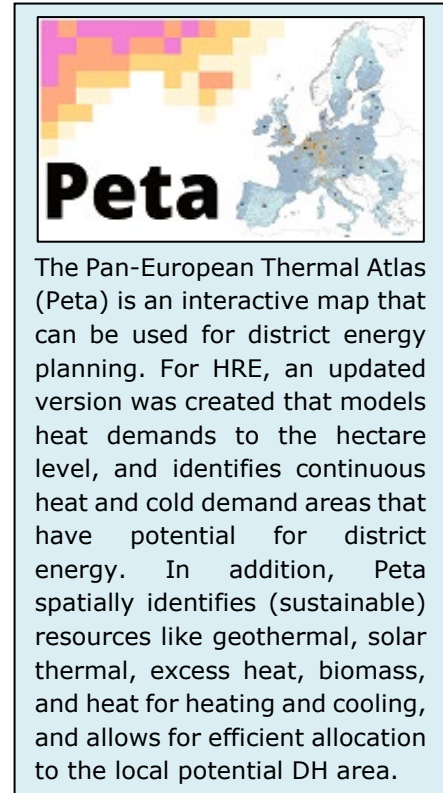 Peta
The Pan-European Thermal Atlas
(Peta) is an interactive map that
can be used for district energy
planning. For HRE, an updated
version was created that models
heat demands to the hectare
level, and identifies continuous
heat and cold demand areas that
have potential for district
energy. In addition, Peta
spatially identifies (sustainable)
resources like geothermal, solar
thermal, excess heat, biomass,
and heat for heating and cooling,
and allows for efficient allocation
to the local potential DH area.